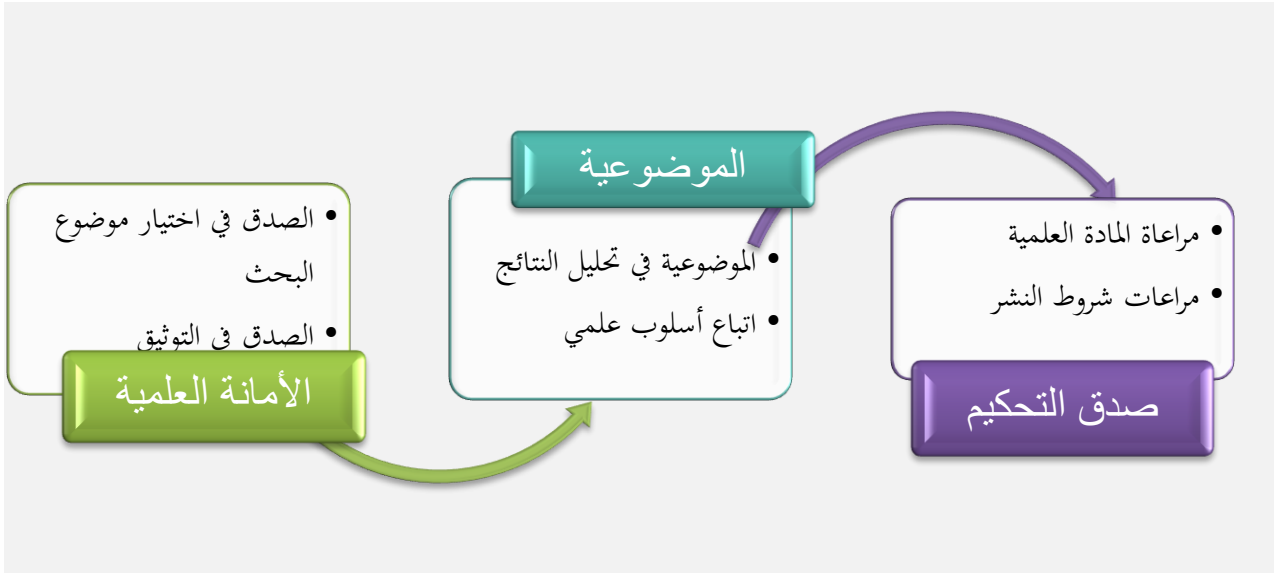 الأمانة العلمية
• الصدق في اختيار موضوع
البحث
• الصدق في التوثيق
الموضوعية
• الموضوعية في تحليل النتائج
• اتباع أسلوب علمي
صدق التحكيم
• مراعاة المادة العلمية
• مراعات شروط النشر